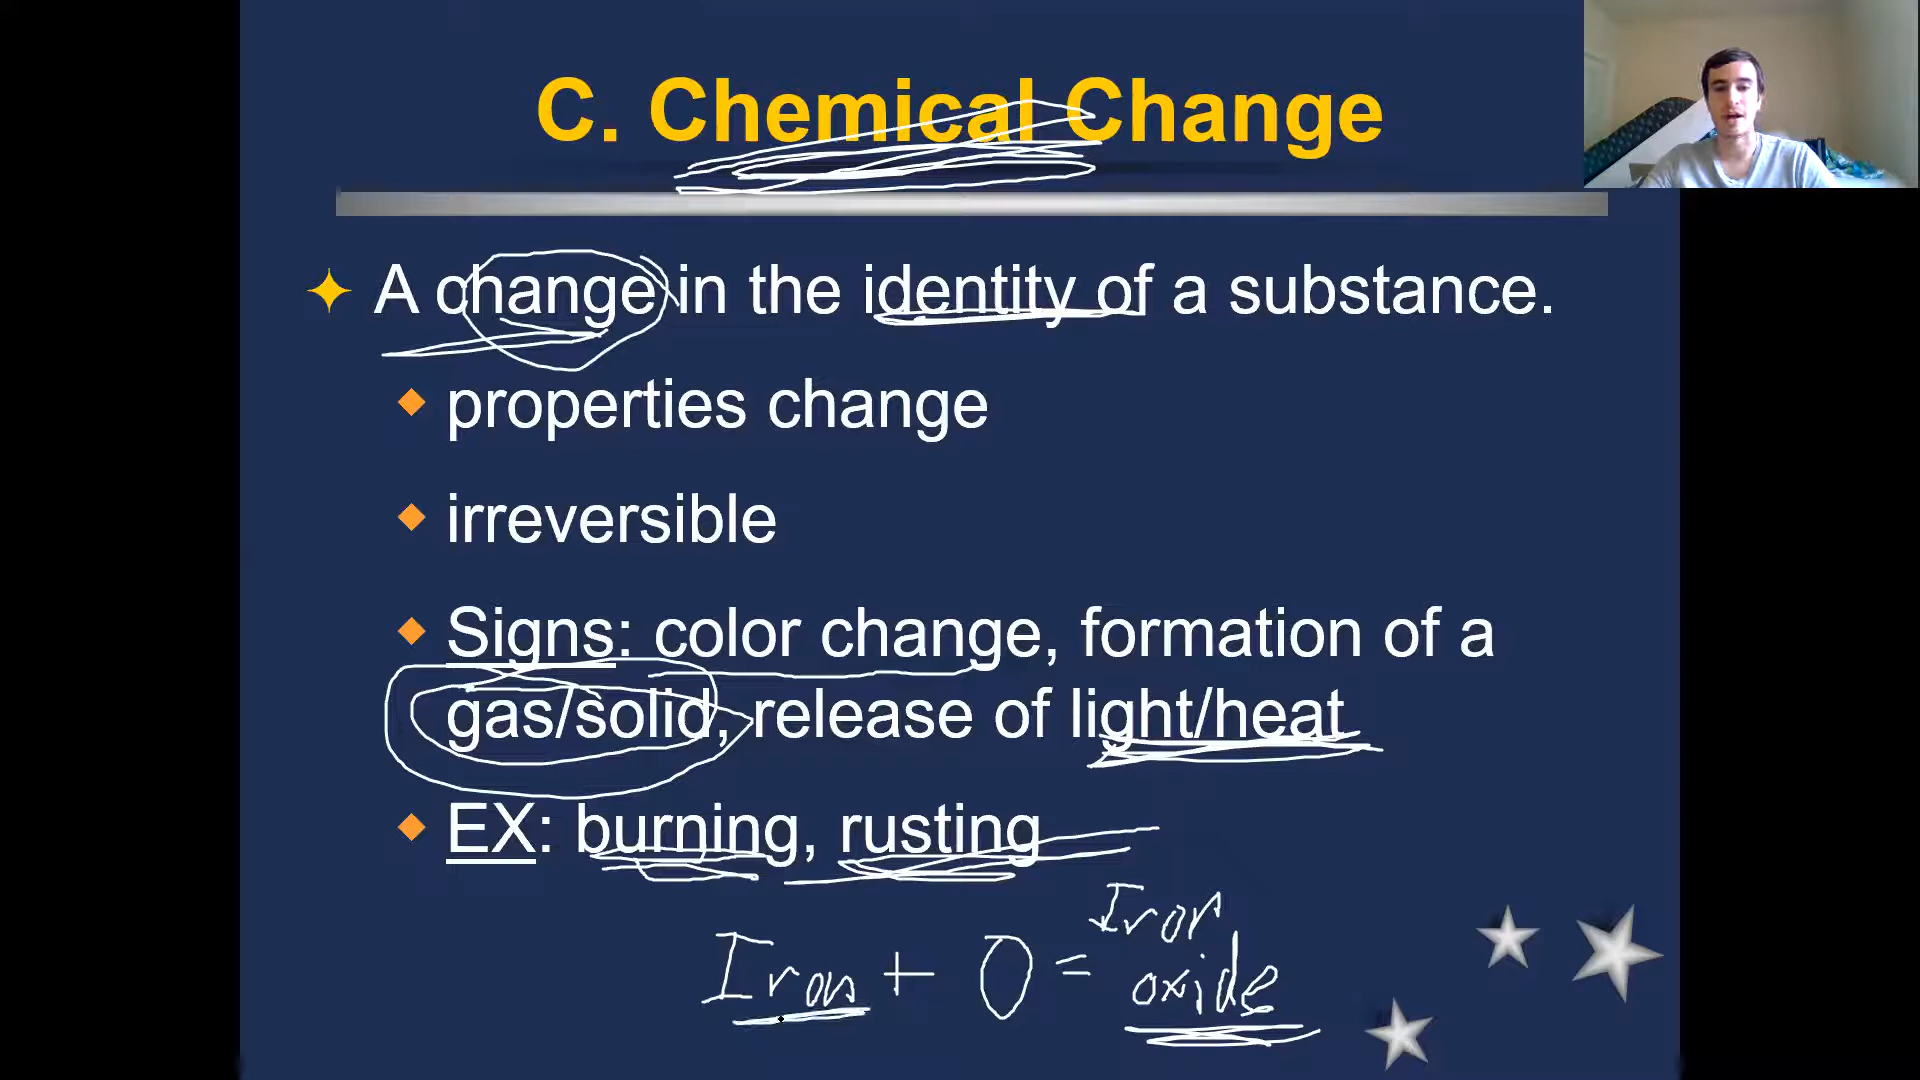 C. Chemical Change
A change in the identity of a substance.
properties change
irreversible
Signs: color change, formation of a
gas/solid, release of light/heat
EX: burning, rusting
Iron + O = Iron
oxide